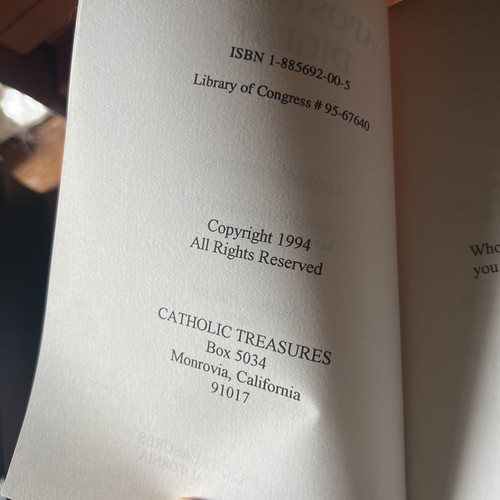 ISBN 1-885692-00-5
Library of Congress # 95-67640
Copyright 1994
All Rights Reserved
CATHOLIC TREASURES
Box 5034
Monrovia, California
91017
you